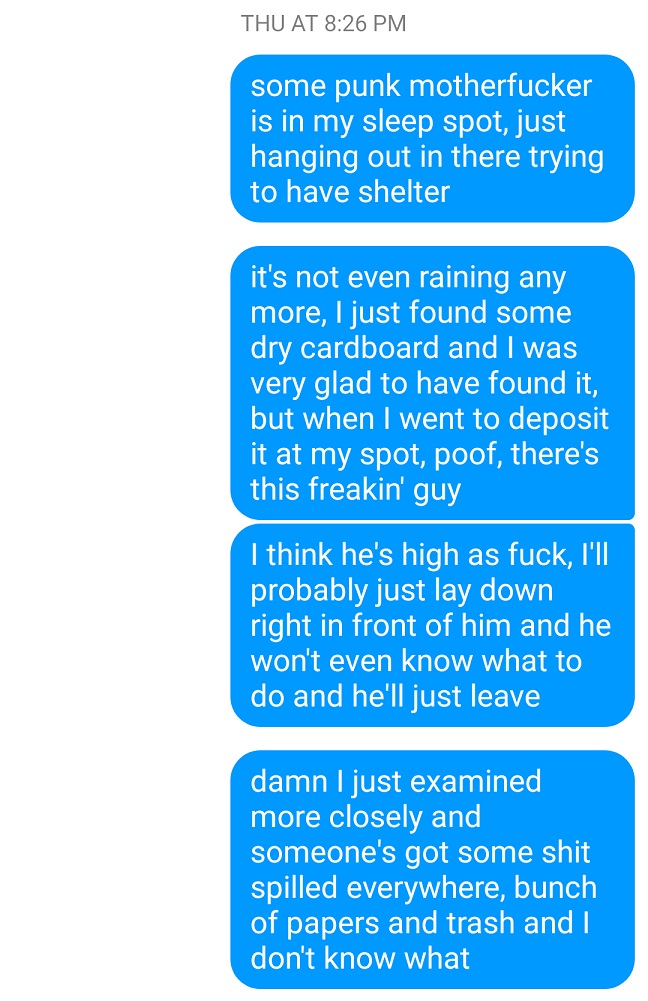 THU AT 8:26 PM
some punk motherfucker
is in my sleep spot, just
hanging out in there trying
to have shelter
it's not even raining any
more, I just found some
dry cardboard and I was
very glad to have found it,
but when I went to deposit
it at my spot, poof, there's
this freakin' guy
I think he's high as fuck, I'll
probably just lay down
right in front of him and he
won't even know what to
do and he'll just leave
damn I just examined
more closely and
someone's got some shit
spilled everywhere, bunch
of papers and trash and I
don't know what